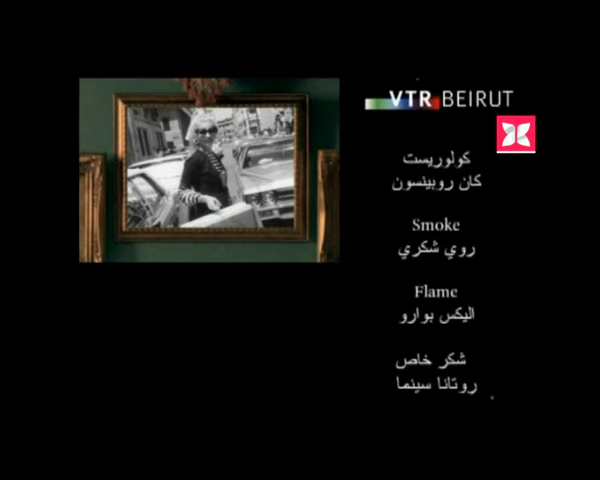 VTR BEIRUT
كولوريست
كان روبينسون
Smoke
روي شكري
Flame
اليكس بوارو
شكر خاص
روتانا سينما